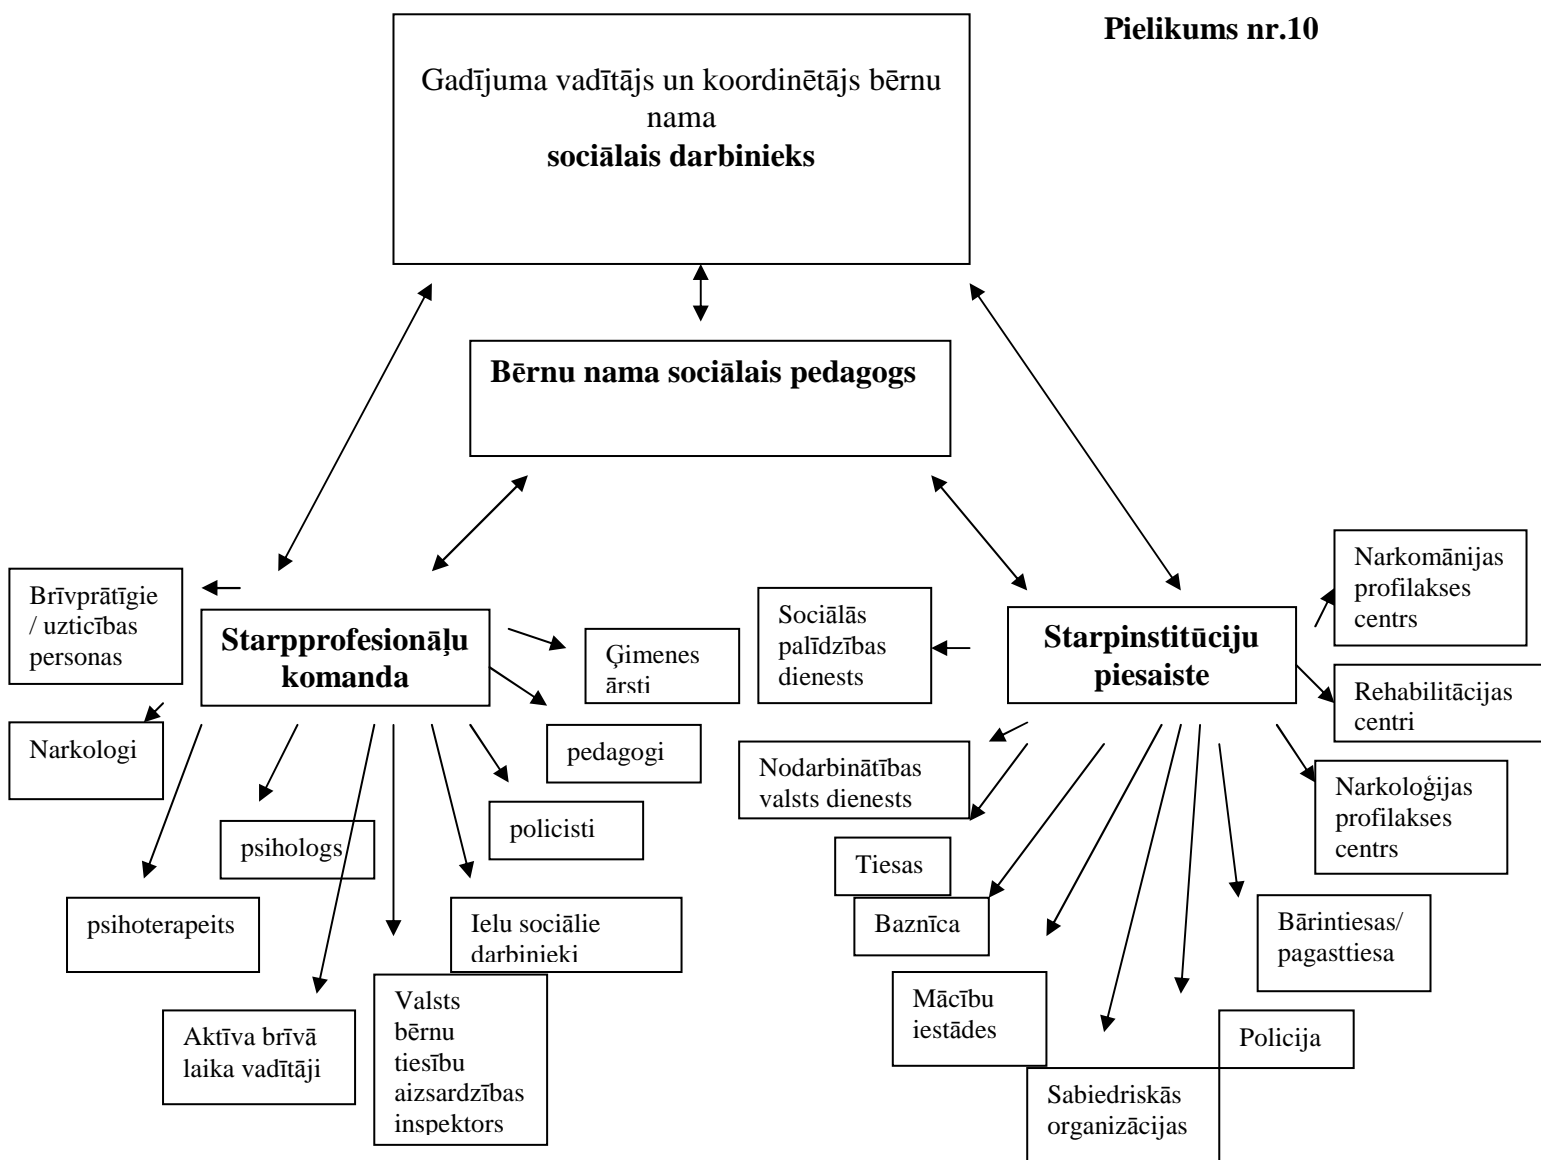 Pielikums nr.10
Gadījuma vadītājs un koordinētājs bērnu
nama
sociālais darbinieks
Bērnu nama sociālais pedagogs
Brīvprātīgie
/ uzticības
personas
Starpprofesionāļu
komanda
Ģimenes
ārsti
Narkologi
pedagogi
psihologs
policisti
psihoterapeits
Ielu sociālie
darbinieki
Aktīva brīvā
laika vadītāji
Valsts
bērnu
tiesību
aizsardzības
inspektors
Sociālās
palīdzības
dienests
Starpinstitūciju
piesaiste
Narkomānijas
profilakses
centrs
Rehabilitācijas
centri
Nodarbinātības
valsts dienests
Narkoloģijas
profilakses
centrs
Tiesas
Baznīca
Bārintiesas/
pagasttiesa
Mācību
iestādes
Policija
Sabiedriskās
organizācijas